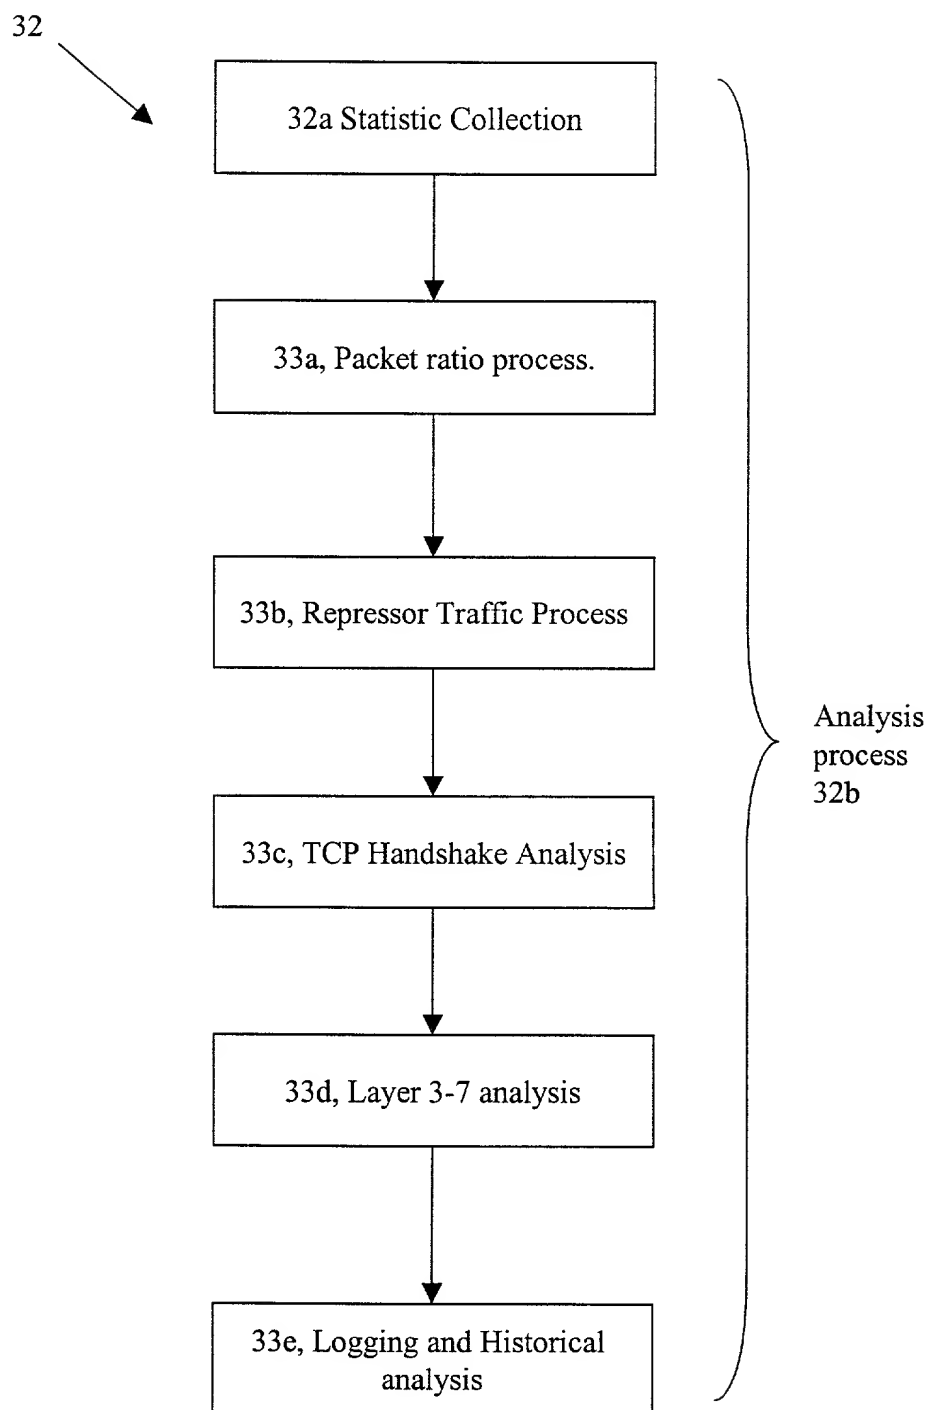 32
32a Statistic Collection
33a, Packet ratio process.
33b, Repressor Traffic Process
Analysis
process
32b
33c, TCP Handshake Analysis
33d, Layer 3-7 analysis
33e, Logging and Historical
analysis